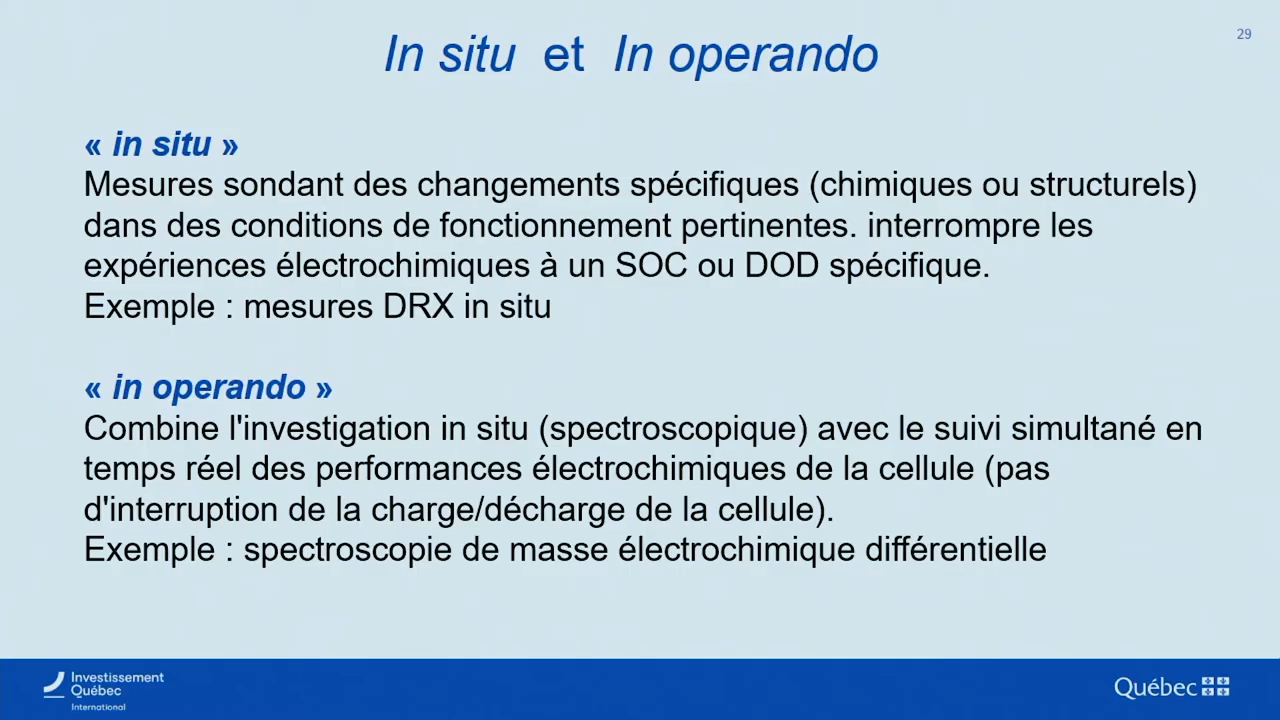 In situ et In operando
29
« in situ »
Mesures sondant des changements spécifiques (chimiques ou structurels)
dans des conditions de fonctionnement pertinentes. interrompre les
expériences électrochimiques à un SOC ou DOD spécifique.
Exemple : mesures DRX in situ
« in operando »
Combine l'investigation in situ (spectroscopique) avec le suivi simultané en
temps réel des performances électrochimiques de la cellule (pas
d'interruption de la charge/décharge de la cellule).
Exemple : spectroscopie de masse électrochimique différentielle
Investissement
Québec
International
Québec